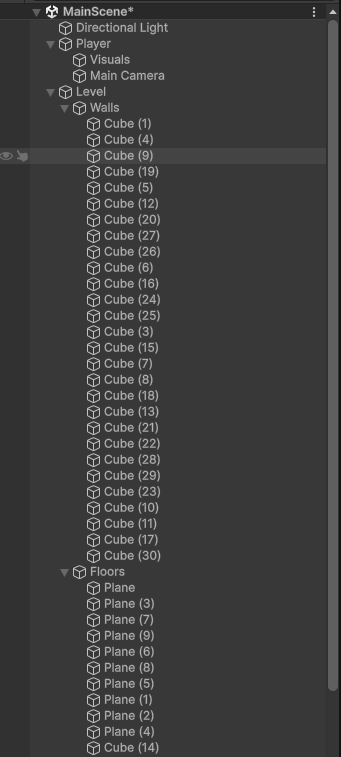 MainScene*
Directional Light
Player
Visuals
Main Camera
Level
Walls
Cube (1)
Cube (4)
Cube (9)
Cube (19)
Cube (5)
Cube (12)
Cube (20)
Cube (27)
Cube (26)
Cube (6)
Cube (16)
Cube (24)
Cube (25)
Cube (3)
Cube (15)
Cube (7)
Cube (8)
Cube (18)
Cube (13)
Cube (21)
Cube (22)
Cube (28)
Cube (29)
Cube (23)
Cube (10)
Cube (11)
Cube (17)
Cube (30)
Floors
Plane
Plane (3)
Plane (7)
Plane (9)
Plane (6)
Plane (8)
Plane (5)
Plane (1)
Plane (2)
Plane (4)
Cube (14)